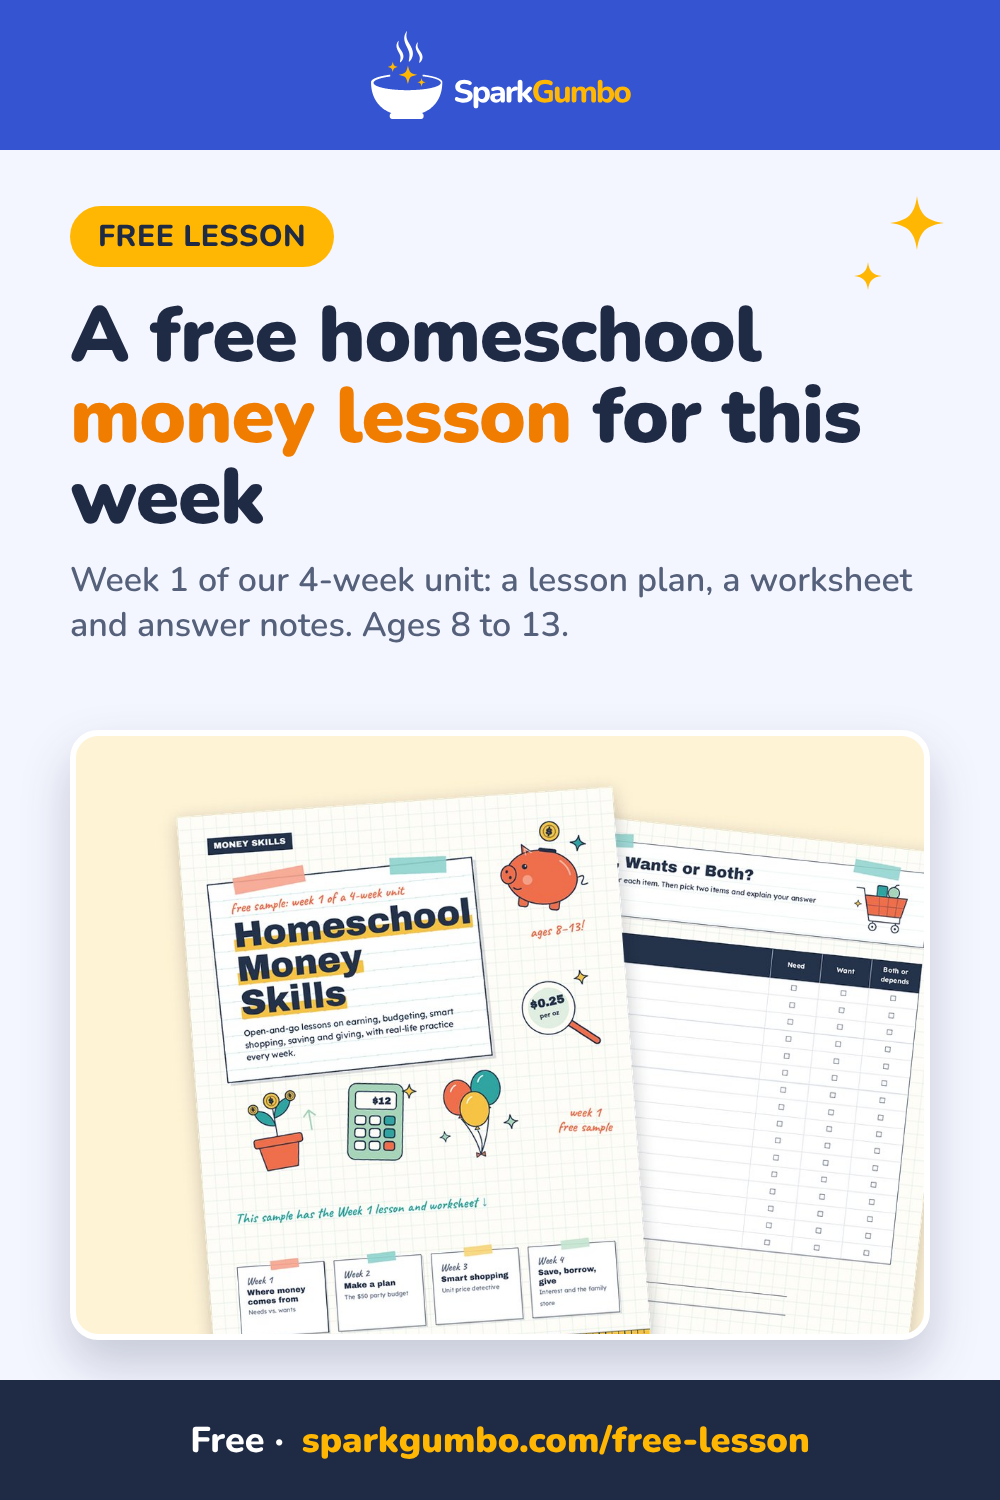 SparkGumbo
FREE LESSON
A free homeschool
money lesson for this
week
Week 1 of our 4-week unit: a lesson plan, a worksheet
and answer notes. Ages 8 to 13.
MONEY SKILLS
free sample: week 1 of a 4-week unit
Homeschool
Money
Skills
Open-and-go lessons on earning, budgeting, smart
shopping, saving and giving, with real-life practice
every week.
ages 8-13!
$0.25
per oz
$12
week 1
free sample
This sample has the Week 1 lesson and worksheet ↓
Week 1
Where money
comes from
Needs vs. wants
Week 2
Make a plan
The $50 party budget
Week 3
Smart shopping
Unit price detective
Week 4
Save, borrow,
give
Interest and the family
store
, Wants or Both?
each item. Then pick two items and explain your answer
Need
Want
Both or
depends
Free · sparkgumbo.com/free-lesson